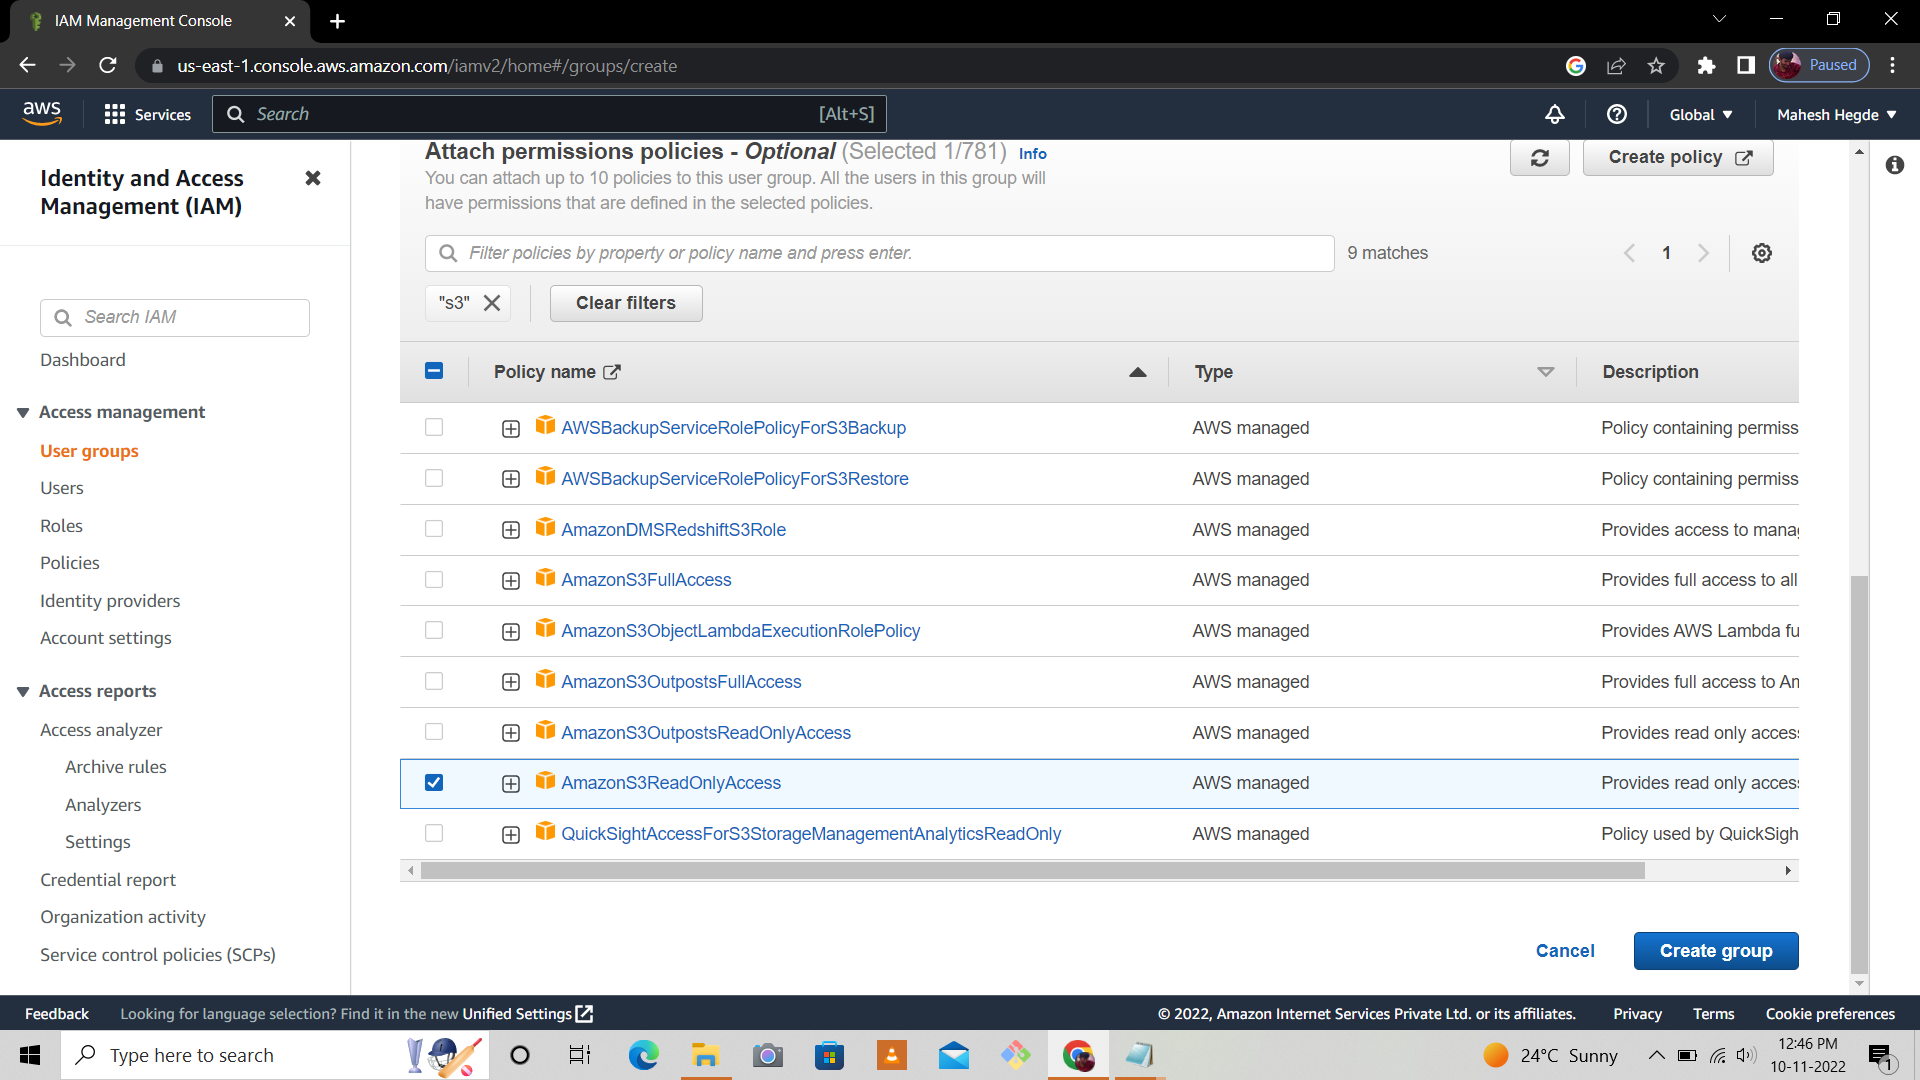 IAM Management Console
us-east-1.console.aws.amazon.com/iamv2/home#/groups/create
Paused
aws
Services
Search
[Alt+S]
Global
Mahesh Hegde
Identity and Access
Management (IAM)
Search IAM
Dashboard
Access management
User groups
Users
Roles
Policies
Identity providers
Account settings
Access reports
Access analyzer
Archive rules
Analyzers
Settings
Credential report
Organization activity
Service control policies (SCPs)
Attach permissions policies - Optional (Selected 1/781) Info
You can attach up to 10 policies to this user group. All the users in this group will
have permissions that are defined in the selected policies.
Create policy
Filter policies by property or policy name and press enter.
9 matches
1
"s3"
Clear filters
Policy name Type Description
AWSBackupServiceRolePolicyForS3Backup AWS managed Policy containing permiss
AWSBackupServiceRolePolicyForS3Restore AWS managed Policy containing permiss
AmazonDMSRedshiftS3Role AWS managed Provides access to mana
AmazonS3FullAccess AWS managed Provides full access to all
AmazonS3ObjectLambdaExecutionRolePolicy AWS managed Provides AWS Lambda fu
AmazonS3OutpostsFullAccess AWS managed Provides full access to Am
AmazonS3OutpostsReadOnlyAccess AWS managed Provides read only access
AmazonS3ReadOnlyAccess AWS managed Provides read only access
QuickSightAccessForS3StorageManagementAnalyticsReadOnly AWS managed Policy used by QuickSigh
Cancel
Create group
Feedback
Looking for language selection? Find it in the new Unified Settings
© 2022, Amazon Internet Services Private Ltd. or its affiliates.
Privacy
Terms
Cookie preferences
Type here to search
24°C Sunny
12:46 PM
10-11-2022
1